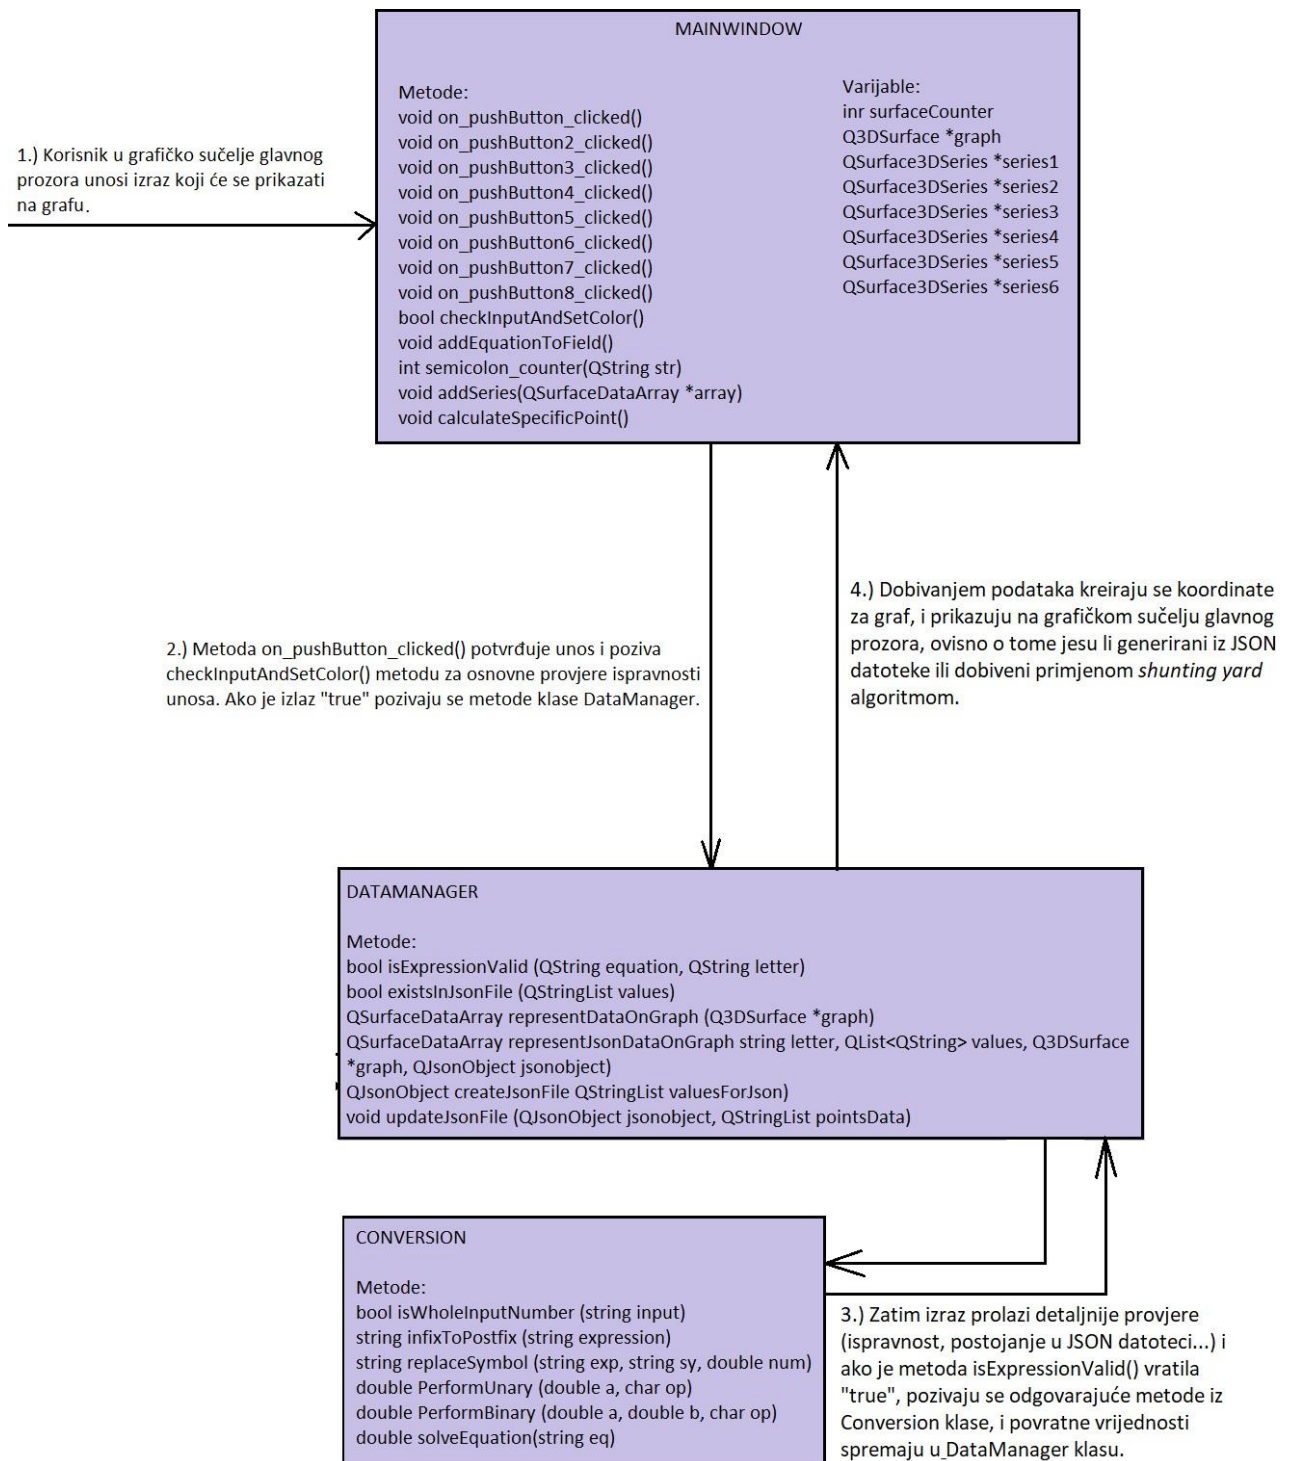 MAINWINDOW
Metode:
void on_pushButton_clicked()
void on_pushButton2_clicked()
void on_pushButton3_clicked()
void on_pushButton4_clicked()
void on_pushButton5_clicked()
void on_pushButton6_clicked()
void on_pushButton7_clicked()
void on_pushButton8_clicked()
bool checkInputAndSetColor()
void addEquationToField()
int semicolon_counter(QString str)
void addSeries(QSurfaceDataArray *array)
void calculateSpecificPoint()
Varijable:
inr surfaceCounter
Q3DSurface *graph
QSurface3DSeries *series1
QSurface3DSeries *series2
QSurface3DSeries *series3
QSurface3DSeries *series4
QSurface3DSeries *series5
QSurface3DSeries *series6
1.) Korisnik u grafičko sučelje glavnog
prozora unosi izraz koji će se prikazati
na grafu.
2.) Metoda on_pushButton_clicked() potvrđuje unos i poziva
checkInputAndSetColor() metodu za osnovne provjere ispravnosti
unosa. Ako je izlaz "true" pozivaju se metode klase DataManager.
4.) Dobivanjem podataka kreiraju se koordinate
za graf, i prikazuju na grafičkom sučelju glavnog
prozora, ovisno o tome jesu li generirani iz JSON
datoteke ili dobiveni primjenom shunting yard
algoritmom.
DATAMANAGER
Metode:
bool isExpressionValid (QString equation, QString letter)
bool existsInJsonFile (QStringList values)
QSurfaceDataArray representDataOnGraph (Q3DSurface *graph)
QSurfaceDataArray representJsonDataOnGraph string letter, QList<QString> values, Q3DSurface
*graph, QJsonObject jsonobject)
QJsonObject createJsonFile QStringList valuesForJson)
void updateJsonFile (QJsonObject jsonobject, QStringList pointsData)
CONVERSION
Metode:
bool isWholeInputNumber (string input)
string infixToPostfix (string expression)
string replaceSymbol (string exp, string sy, double num)
double PerformUnary (double a, char op)
double PerformBinary (double a, double b, char op)
double solveEquation(string eq)
3.) Zatim izraz prolazi detaljnije provjere
(ispravnost, postojanje u JSON datoteci...) i
ako je metoda isExpressionValid() vratila
"true", pozivaju se odgovarajuće metode iz
Conversion klase, i povratne vrijednosti
spremaju u DataManager klasu.